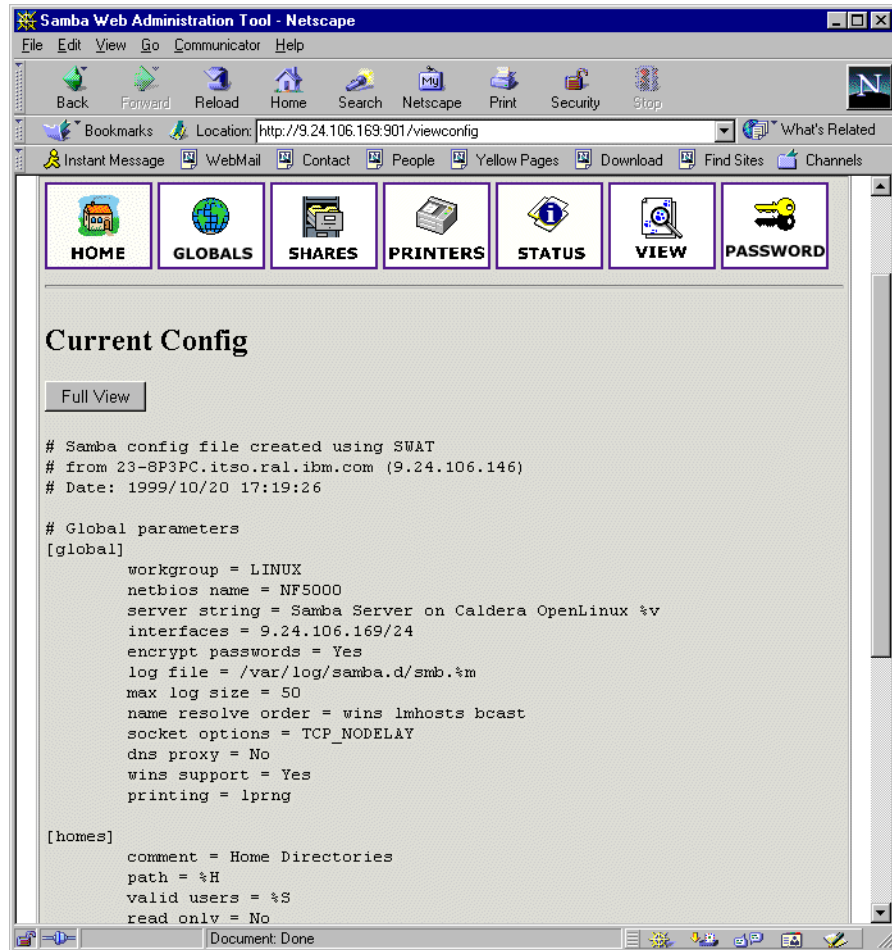 Samba Web Administration Tool - Netscape
File Edit View Go Communicator Help
My
Back Forward Reload Home Search Netscape Print Security Stop
N
Bookmarks Location: http://9.24.106.169:901/viewconfig What's Related
Instant Message WebMail Contact People Yellow Pages Download Find Sites Channels
HOME GLOBALS SHARES PRINTERS STATUS VIEW PASSWORD
Current Config
Full View
# Samba config file created using SWAT
# from 23-8P3PC.itso.ral.ibm.com (9.24.106.146)
# Date: 1999/10/20 17:19:26
# Global parameters
[global]
workgroup = LINUX
netbios name = NF5000
server string = Samba Server on Caldera OpenLinux %v
interfaces = 9.24.106.169/24
encrypt passwords = Yes
log file = /var/log/samba.d/smb.%m
max log size = 50
name resolve order = wins lmhosts bcast
socket options = TCP_NODELAY
dns proxy = No
wins support = Yes
printing = lprng
[homes]
comment = Home Directories
path = %H
valid users = %S
read only = No
Document: Done